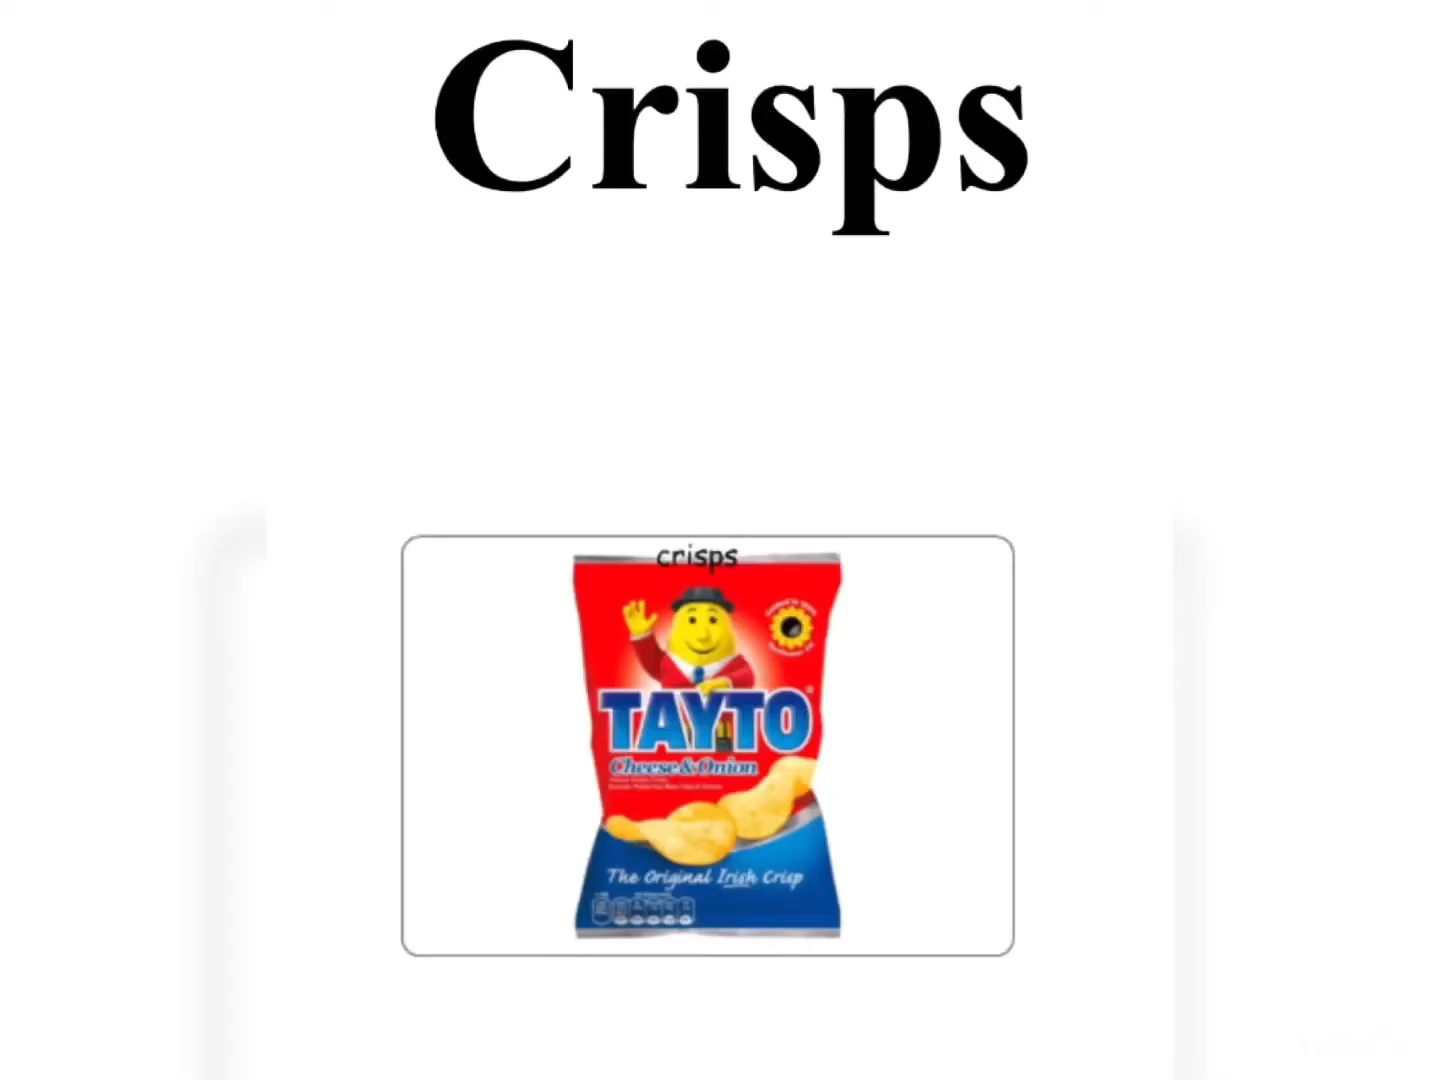 Crisps
crisps
TAYTO
Cheese & Onion
The Original Irish Crisp